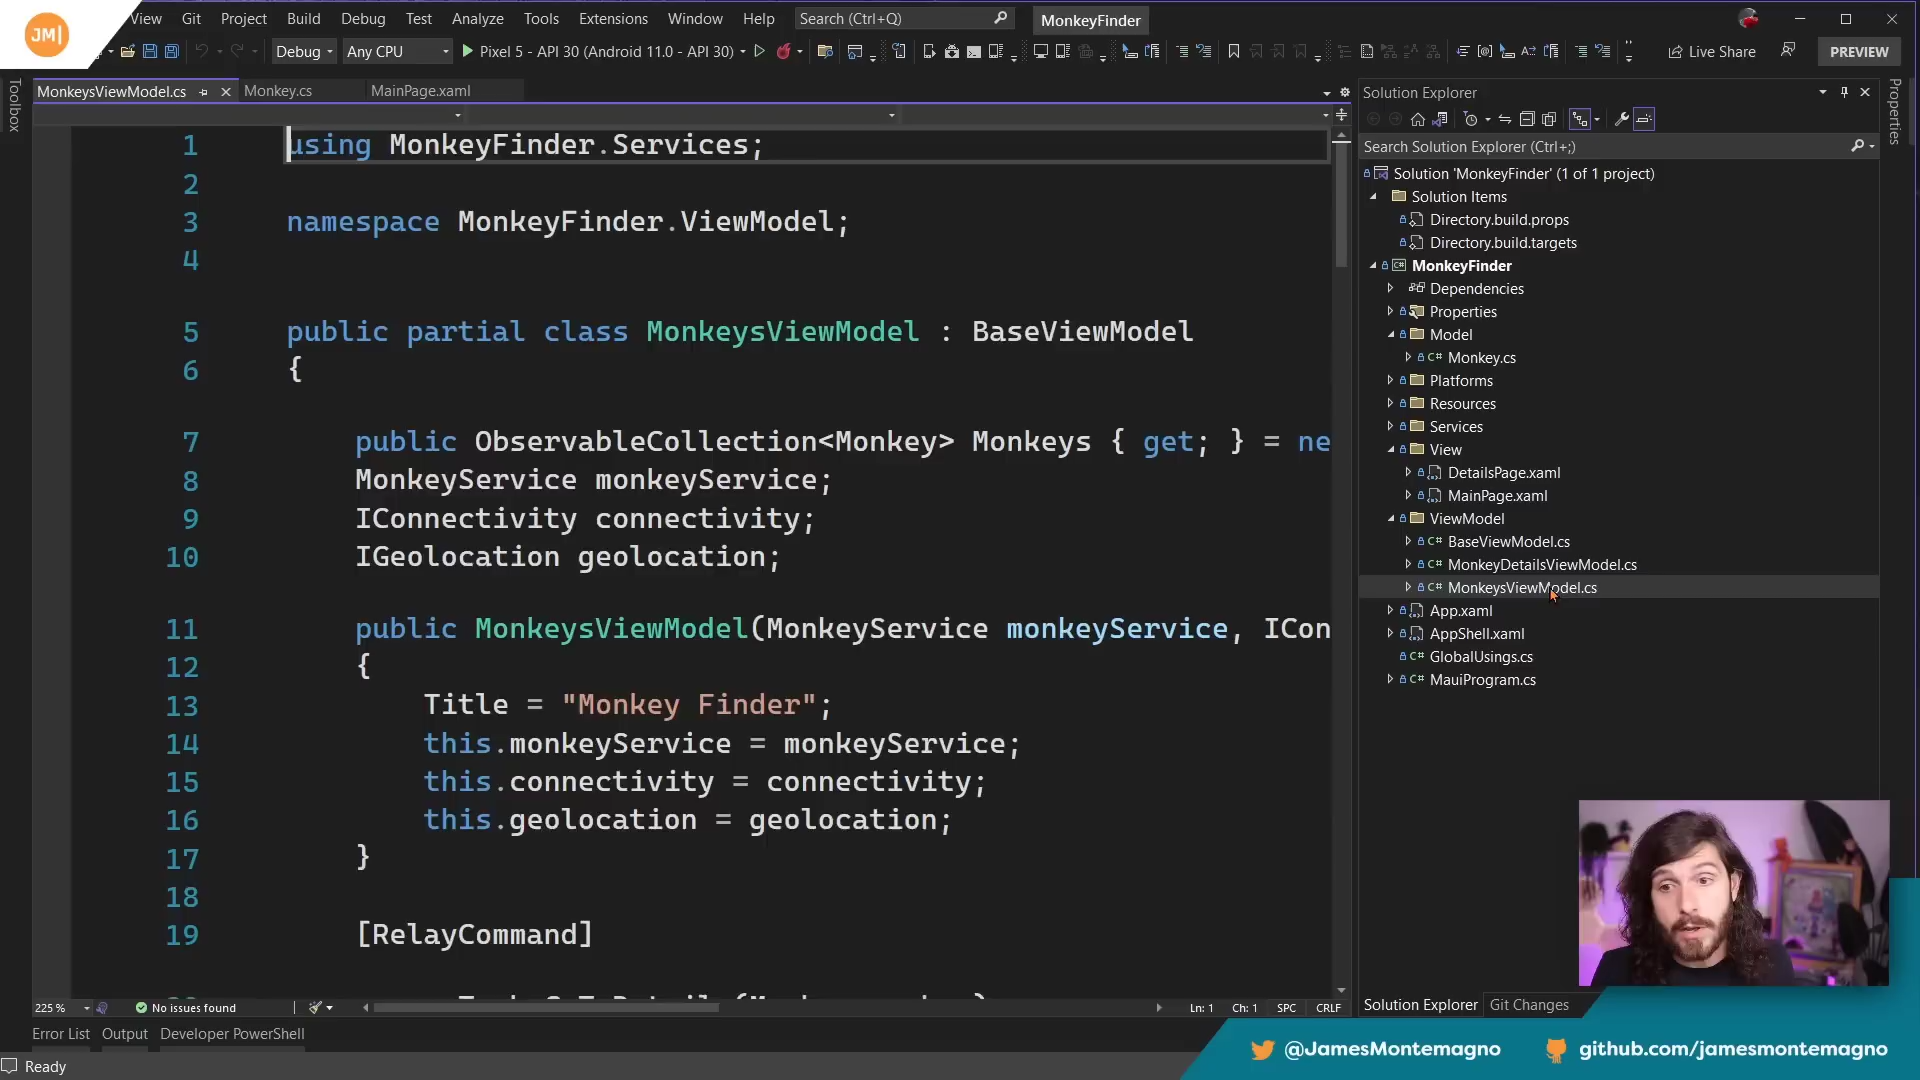 JM|
View Git Project Build Debug Test Analyze Tools Extensions Window Help Search (Ctrl+Q) MonkeyFinder
Debug Any CPU Pixel 5 - API 30 (Android 11.0 - API 30) Live Share PREVIEW
Toolbox
MonkeysViewModel.cs Monkey.cs MainPage.xaml
1 using MonkeyFinder.Services;
2
3 namespace MonkeyFinder.ViewModel;
4
5 public partial class MonkeysViewModel : BaseViewModel
6 {
7 public ObservableCollection<Monkey> Monkeys { get; } = ne
8 MonkeyService monkeyService;
9 IConnectivity connectivity;
10 IGeolocation geolocation;
11 public MonkeysViewModel(MonkeyService monkeyService, ICon
12 {
13 Title = "Monkey Finder";
14 this.monkeyService = monkeyService;
15 this.connectivity = connectivity;
16 this.geolocation = geolocation;
17 }
18
19 [RelayCommand]
225 % No issues found Ln: 1 Ch: 1 SPC CRLF
Error List Output Developer PowerShell
Ready
Solution Explorer
Search Solution Explorer (Ctrl+;)
Solution 'MonkeyFinder' (1 of 1 project)
Solution Items
Directory.build.props
Directory.build.targets
MonkeyFinder
Dependencies
Properties
Model
Monkey.cs
Platforms
Resources
Services
View
DetailsPage.xaml
MainPage.xaml
ViewModel
BaseViewModel.cs
MonkeyDetailsViewModel.cs
MonkeysViewModel.cs
App.xaml
AppShell.xaml
GlobalUsings.cs
MauiProgram.cs
Solution Explorer Git Changes
Properties
@JamesMontemagno github.com/jamesmontemagno